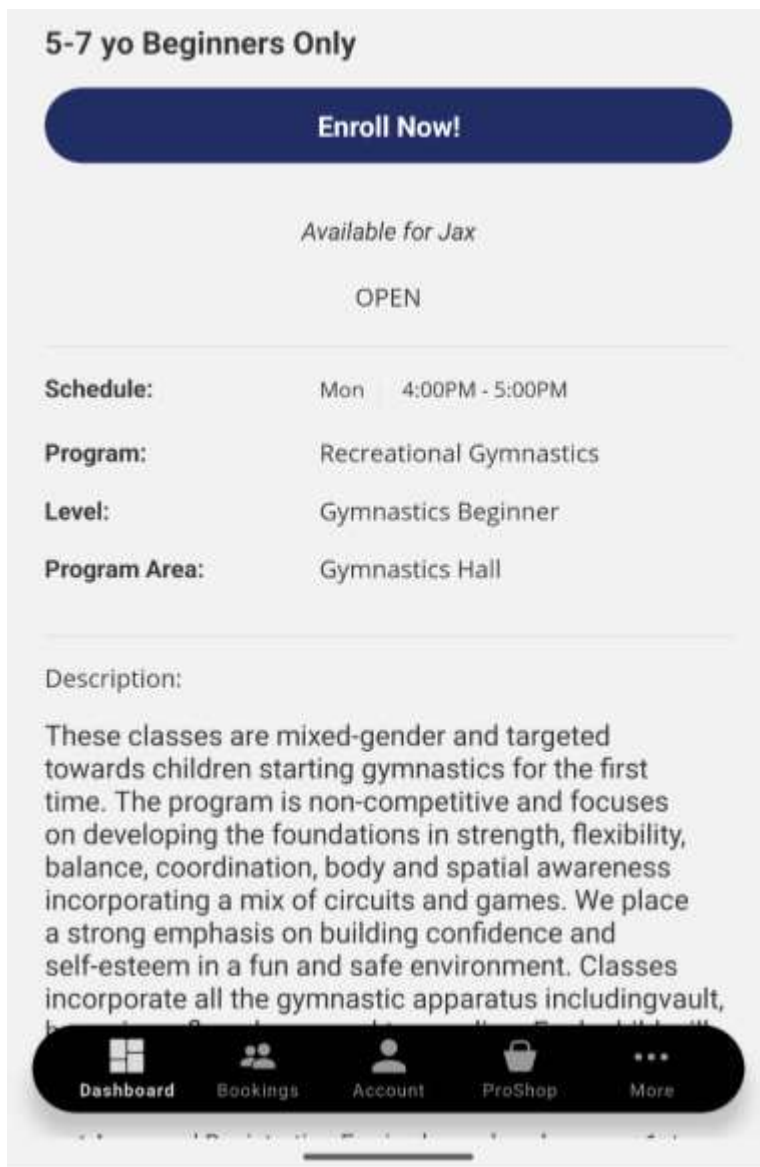 5-7 yo Beginners Only
Enroll Now!
Available for Jax
OPEN
Schedule: Mon 4:00PM - 5:00PM
Program: Recreational Gymnastics
Level: Gymnastics Beginner
Program Area: Gymnastics Hall
Description:
These classes are mixed-gender and targeted
towards children starting gymnastics for the first
time. The program is non-competitive and focuses
on developing the foundations in strength, flexibility,
balance, coordination, body and spatial awareness
incorporating a mix of circuits and games. We place
a strong emphasis on building confidence and
self-esteem in a fun and safe environment. Classes
incorporate all the gymnastic apparatus includingvault,
Dashboard Bookings Account ProShop More